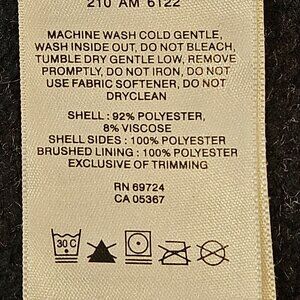 210 AM 6122
MACHINE WASH COLD GENTLE,
WASH INSIDE OUT, DO NOT BLEACH,
TUMBLE DRY GENTLE LOW, REMOVE
PROMPTLY, DO NOT IRON, DO NOT
USE FABRIC SOFTENER, DO NOT
DRYCLEAN
SHELL : 92% POLYESTER,
8% VISCOSE
SHELL SIDES : 100% POLYESTER
BRUSHED LINING : 100% POLYESTER
EXCLUSIVE OF TRIMMING
RN 69724
CA 05367
30 C